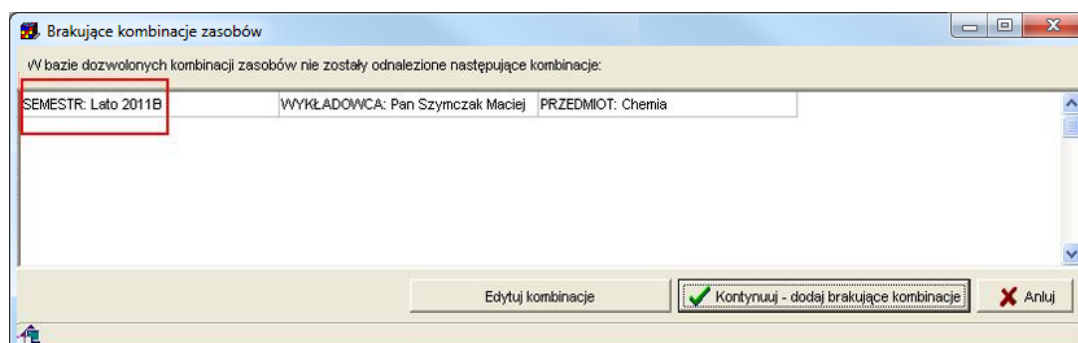 Brakujące kombinacje zasobów
W bazie dozwolonych kombinacji zasobów nie zostały odnalezione następujące kombinacje:
SEMESTR: Lato 2011B WYKŁADOWCA: Pan Szymczak Maciej PRZEDMIOT: Chemia
Edytuj kombinacje Kontynuuj - dodaj brakujące kombinacje Anluj